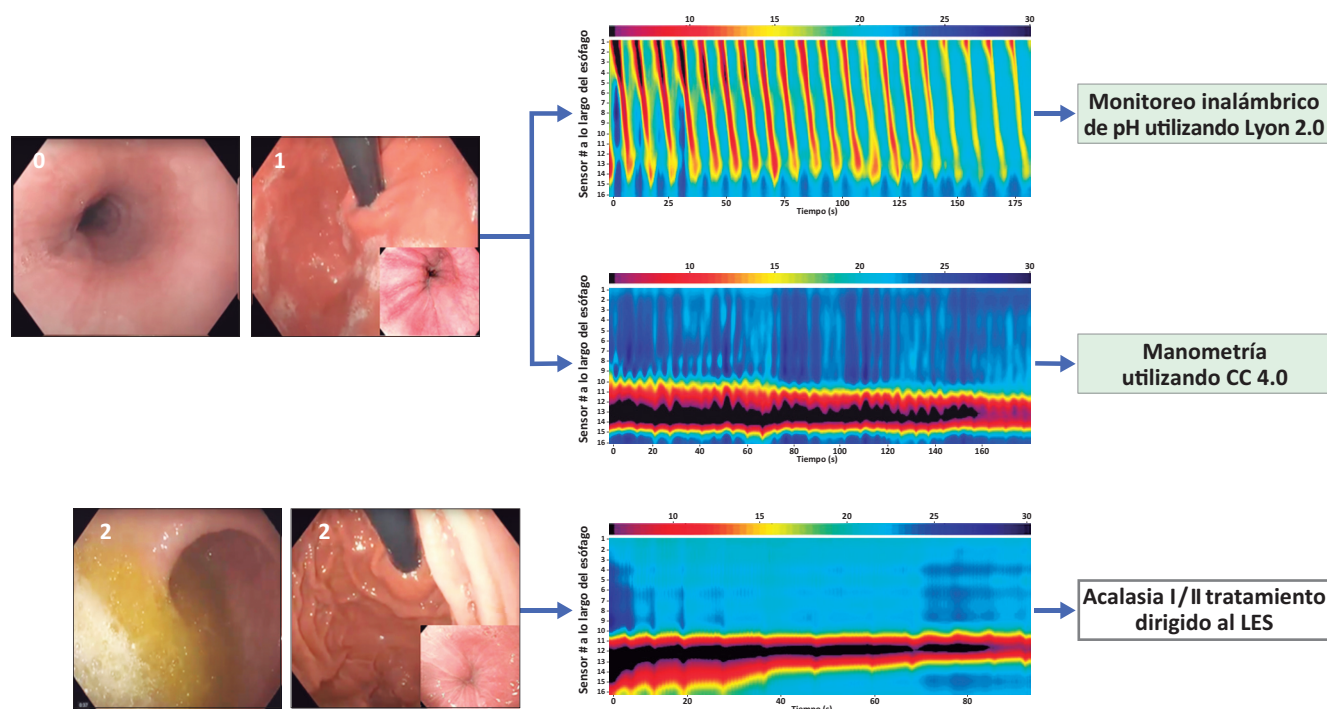 0
1
10 15 20 25 30
Sensor # a lo largo del esófago
1
2
3
4
5
6
7
8
9
10
11
12
13
14
15
16
0 25 50 75 100 125 150 175
Tiempo (s)
Monitoreo inalámbrico
de pH utilizando Lyon 2.0
10 15 20 25 30
Sensor # a lo largo del esófago
1
2
3
4
5
6
7
8
9
10
11
12
13
14
15
16
0 20 40 60 80 100 120 140 160
Tiempo (s)
Manometría
utilizando CC 4.0
2
2
10 15 20 25 30
Sensor # a lo largo del esófago
1
2
3
4
5
6
7
8
9
10
11
12
13
14
15
16
0 20 40 60 80
Tiempo (s)
Acalasia I/II tratamiento
dirigido al LES